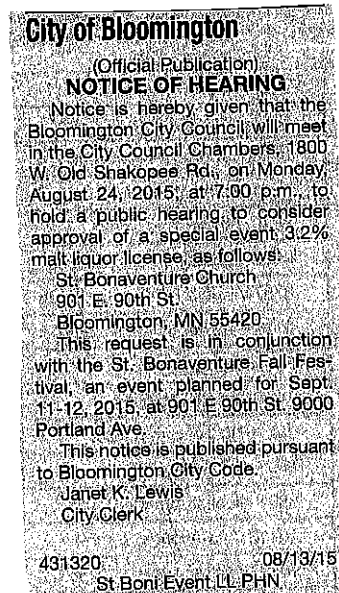 City of Bloomington
(Official Publication)
NOTICE OF HEARING
Notice is hereby given that the
Bloomington City Council will meet
in the City Council Chambers, 1800
W. Old Shakopee Rd., on Monday,
August 24, 2015, at 7:00 p.m., to
hold a public hearing to consider
approval of a special event 3.2%
malt liquor license, as follows:
St. Bonaventure Church
901 E. 90th St.
Bloomington, MN 55420
This request is in conjunction
with the St. Bonaventure Fall Fes-
tival, an event planned for Sept.
11-12, 2015, at 901 E 90th St. 9000
Portland Ave.
This notice is published pursuant
to Bloomington City Code.
Janet K. Lewis
City Clerk
431320 08/13/15
St Boni Event LL PHN